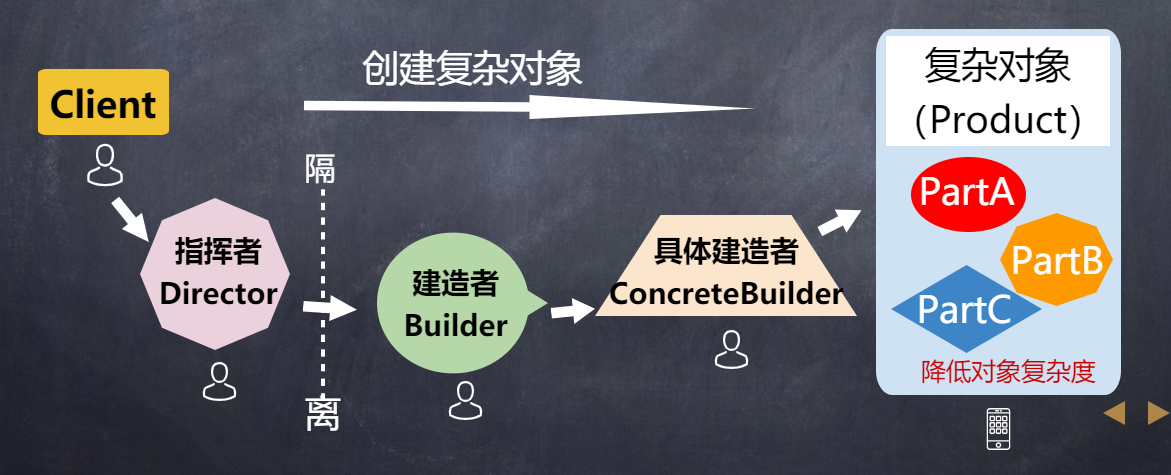 创建复杂对象
Client
隔
离
指挥者
Director
建造者
Builder
具体建造者
ConcreteBuilder
复杂对象
（Product）
PartA
PartB
PartC
降低对象复杂度